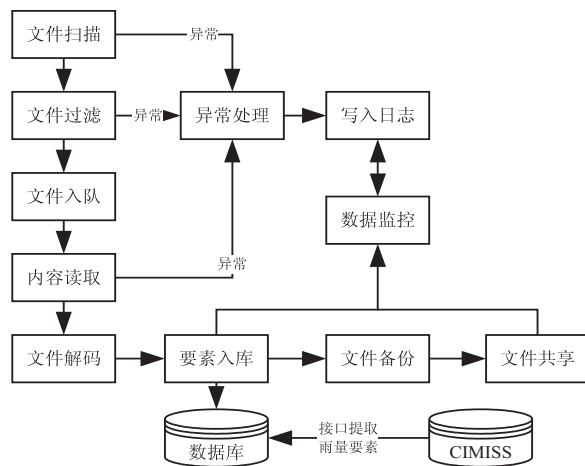 文件扫描
异常
文件过滤
异常
异常处理
写入日志
文件入队
数据监控
内容读取
异常
文件解码
要素入库
文件备份
文件共享
数据库
接口提取
雨量要素
CIMISS